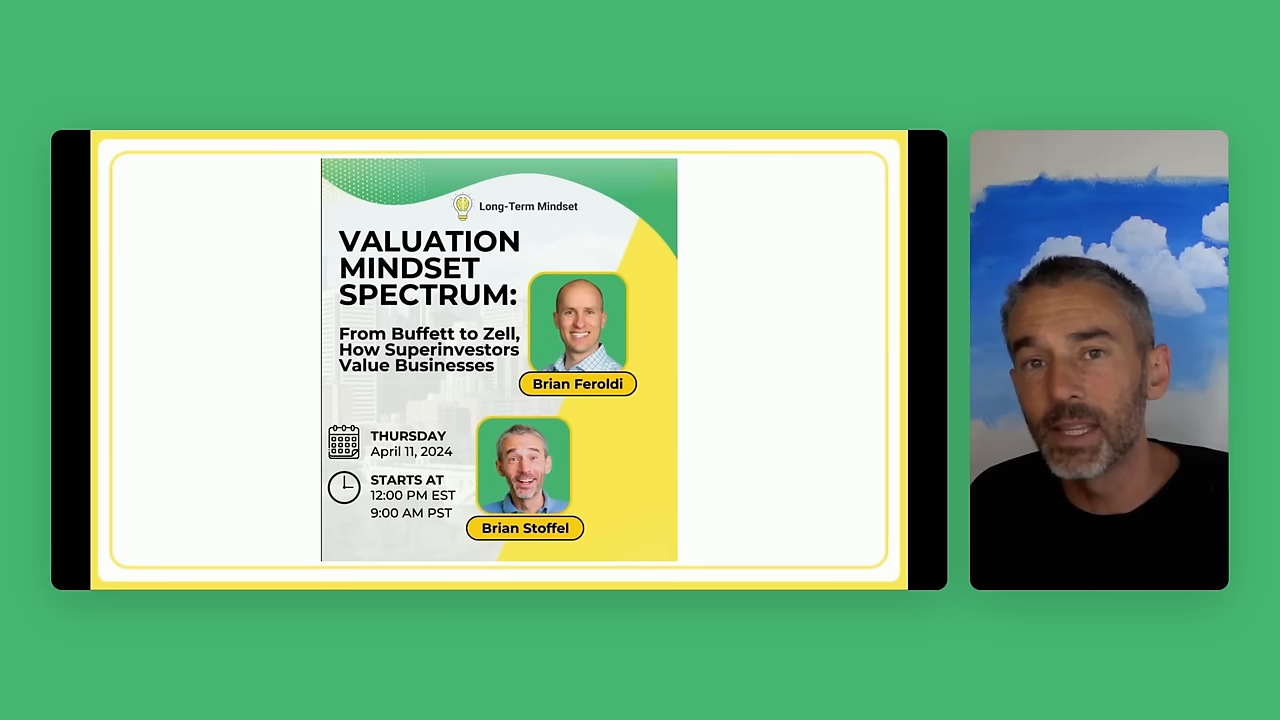 Long-Term Mindset
VALUATION
MINDSET
SPECTRUM:
From Buffett to Zell,
How Superinvestors
Value Businesses
Brian Feroldi
THURSDAY
April 11, 2024
STARTS AT
12:00 PM EST
9:00 AM PST
Brian Stoffel